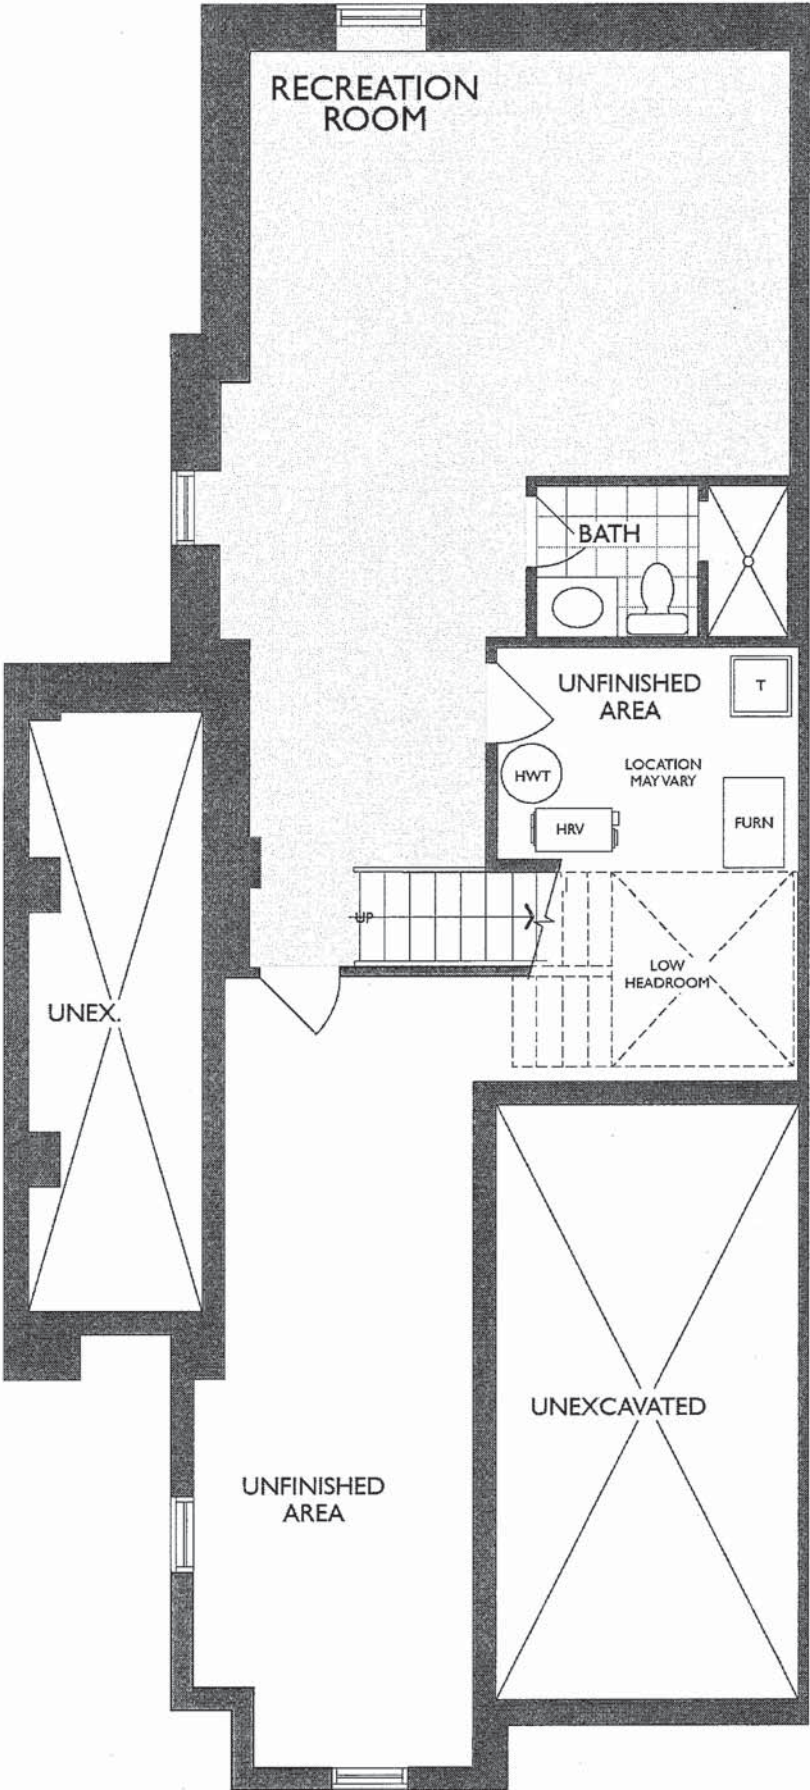 RECREATION
ROOM
BATH
UNFINISHED
AREA
T
LOCATION
MAY VARY
HWT
HRV
FURN
UP
LOW
HEADROOM
UNEX.
UNEXCAVATED
UNFINISHED
AREA